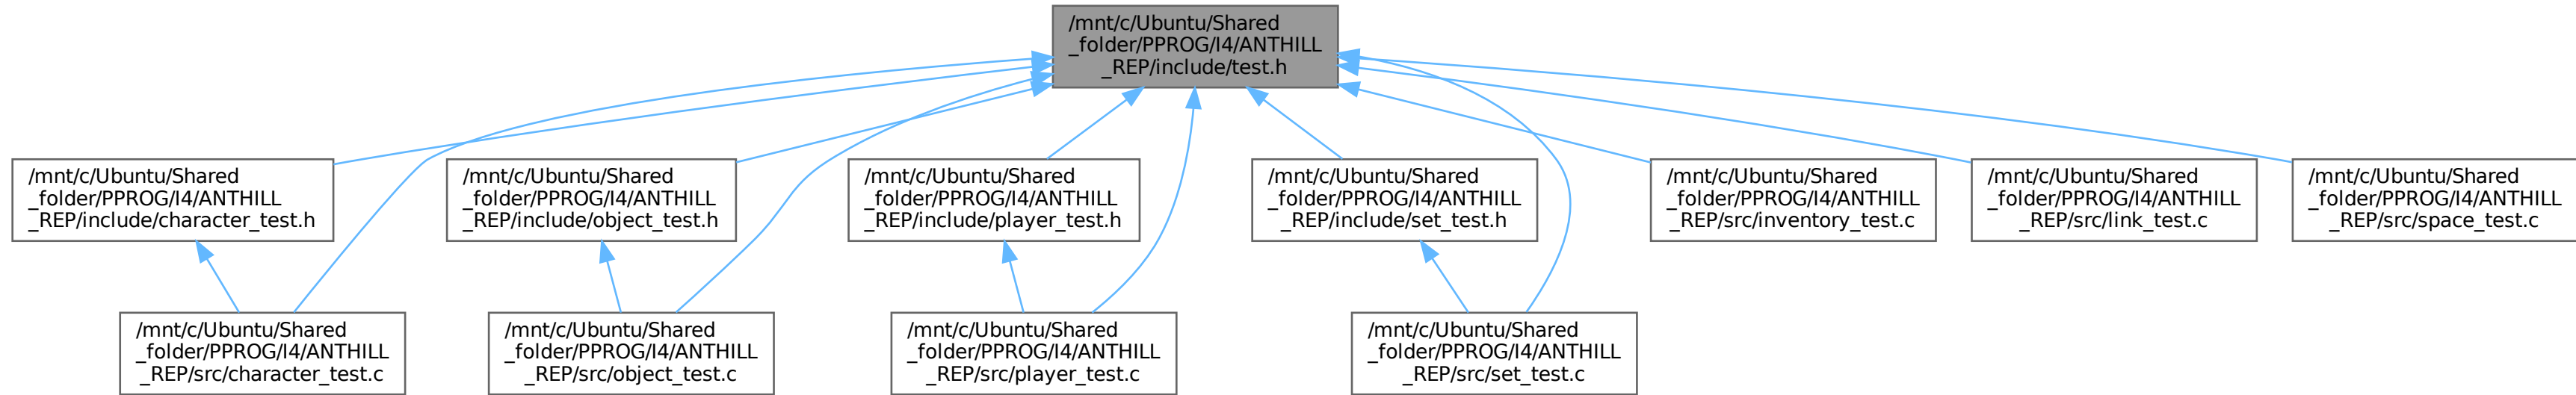 /mnt/c/Ubuntu/Shared
_folder/PPROG/I4/ANTHILL
_REP/include/test.h
/mnt/c/Ubuntu/Shared
_folder/PPROG/I4/ANTHILL
_REP/include/character_test.h
/mnt/c/Ubuntu/Shared
_folder/PPROG/I4/ANTHILL
_REP/include/object_test.h
/mnt/c/Ubuntu/Shared
_folder/PPROG/I4/ANTHILL
_REP/include/player_test.h
/mnt/c/Ubuntu/Shared
_folder/PPROG/I4/ANTHILL
_REP/include/set_test.h
/mnt/c/Ubuntu/Shared
_folder/PPROG/I4/ANTHILL
_REP/src/inventory_test.c
/mnt/c/Ubuntu/Shared
_folder/PPROG/I4/ANTHILL
_REP/src/link_test.c
/mnt/c/Ubuntu/Shared
_folder/PPROG/I4/ANTHILL
_REP/src/space_test.c
/mnt/c/Ubuntu/Shared
_folder/PPROG/I4/ANTHILL
_REP/src/character_test.c
/mnt/c/Ubuntu/Shared
_folder/PPROG/I4/ANTHILL
_REP/src/object_test.c
/mnt/c/Ubuntu/Shared
_folder/PPROG/I4/ANTHILL
_REP/src/player_test.c
/mnt/c/Ubuntu/Shared
_folder/PPROG/I4/ANTHILL
_REP/src/set_test.c